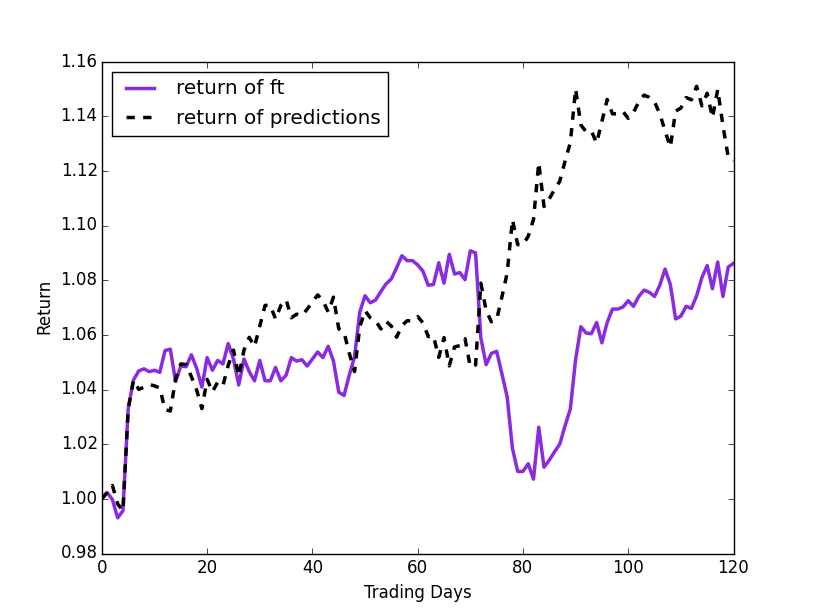 1.16
1.14
1.12
1.10
1.08
1.06
1.04
1.02
1.00
0.98
Return
return of ft
return of predictions
0 20 40 60 80 100 120
Trading Days